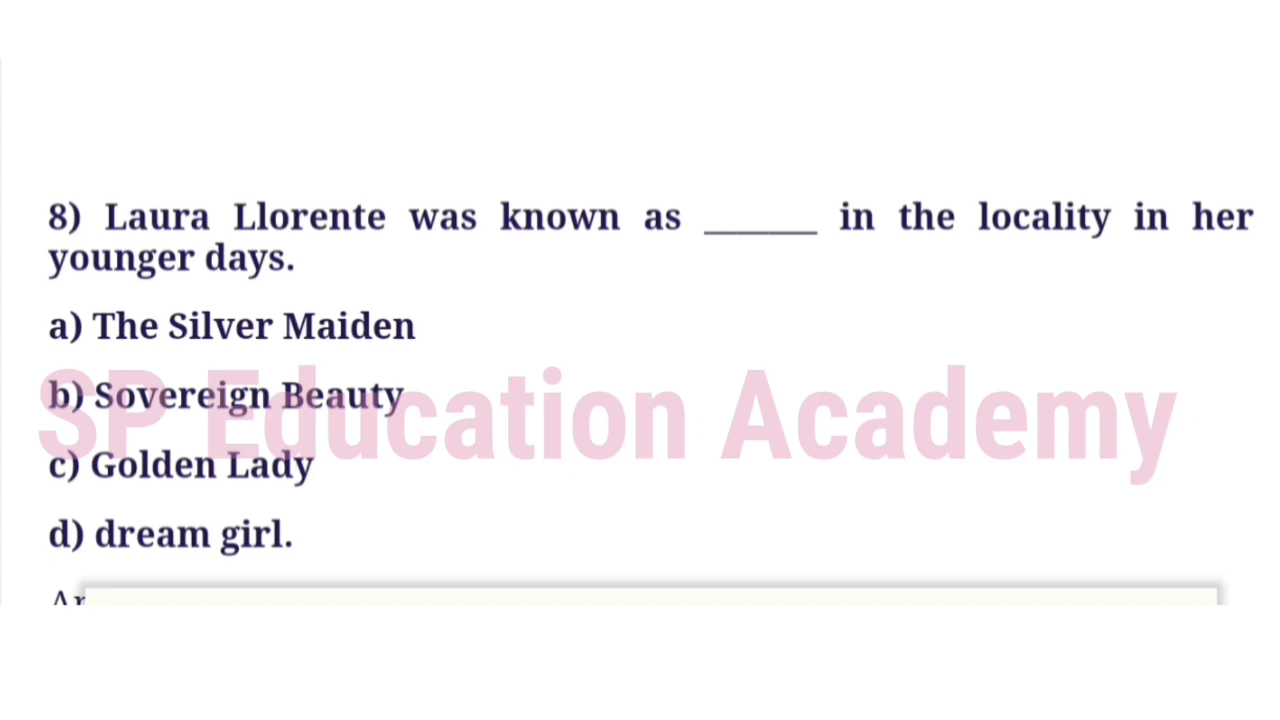 8) Laura Llorente was known as ______ in the locality in her
younger days.
a) The Silver Maiden
b) Sovereign Beauty
SP Education Academy
c) Golden Lady
d) dream girl.